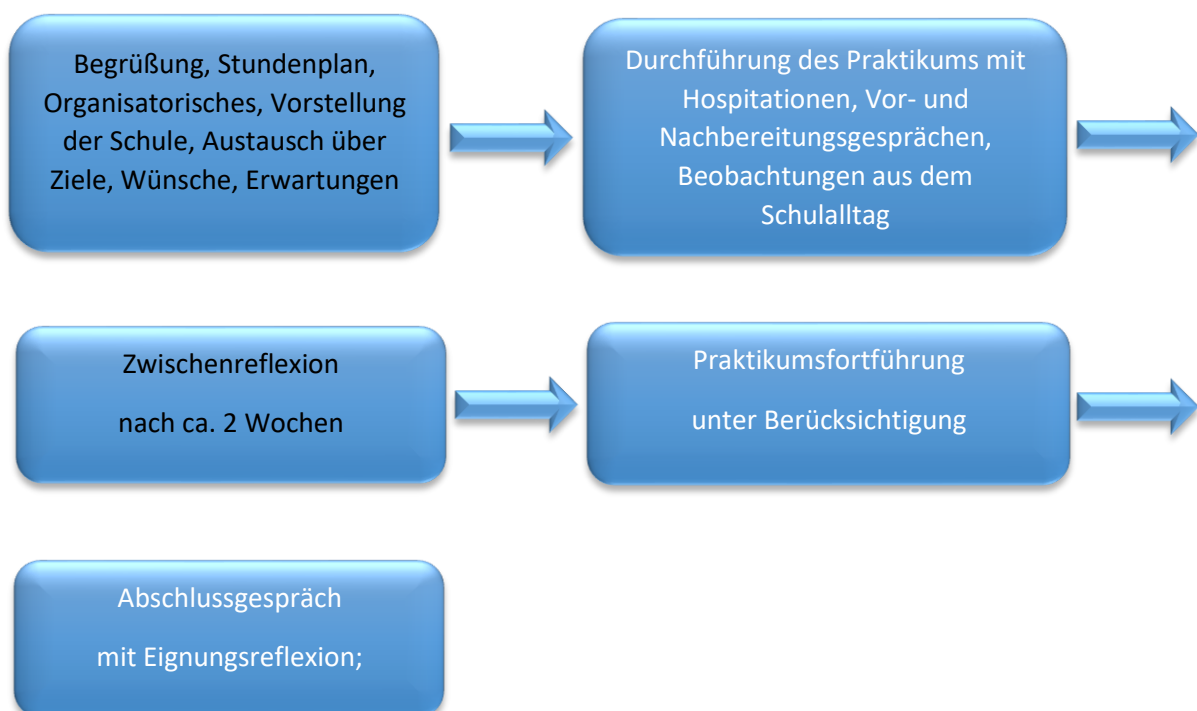 Begrüßung, Stundenplan,
Organisatorisches, Vorstellung
der Schule, Austausch über
Ziele, Wünsche, Erwartungen
Durchführung des Praktikums mit
Hospitationen, Vor- und
Nachbereitungsgesprächen,
Beobachtungen aus dem
Schulalltag
Zwischenreflexion
nach ca. 2 Wochen
Praktikumsfortführung
unter Berücksichtigung
Abschlussgespräch
mit Eignungsreflexion;